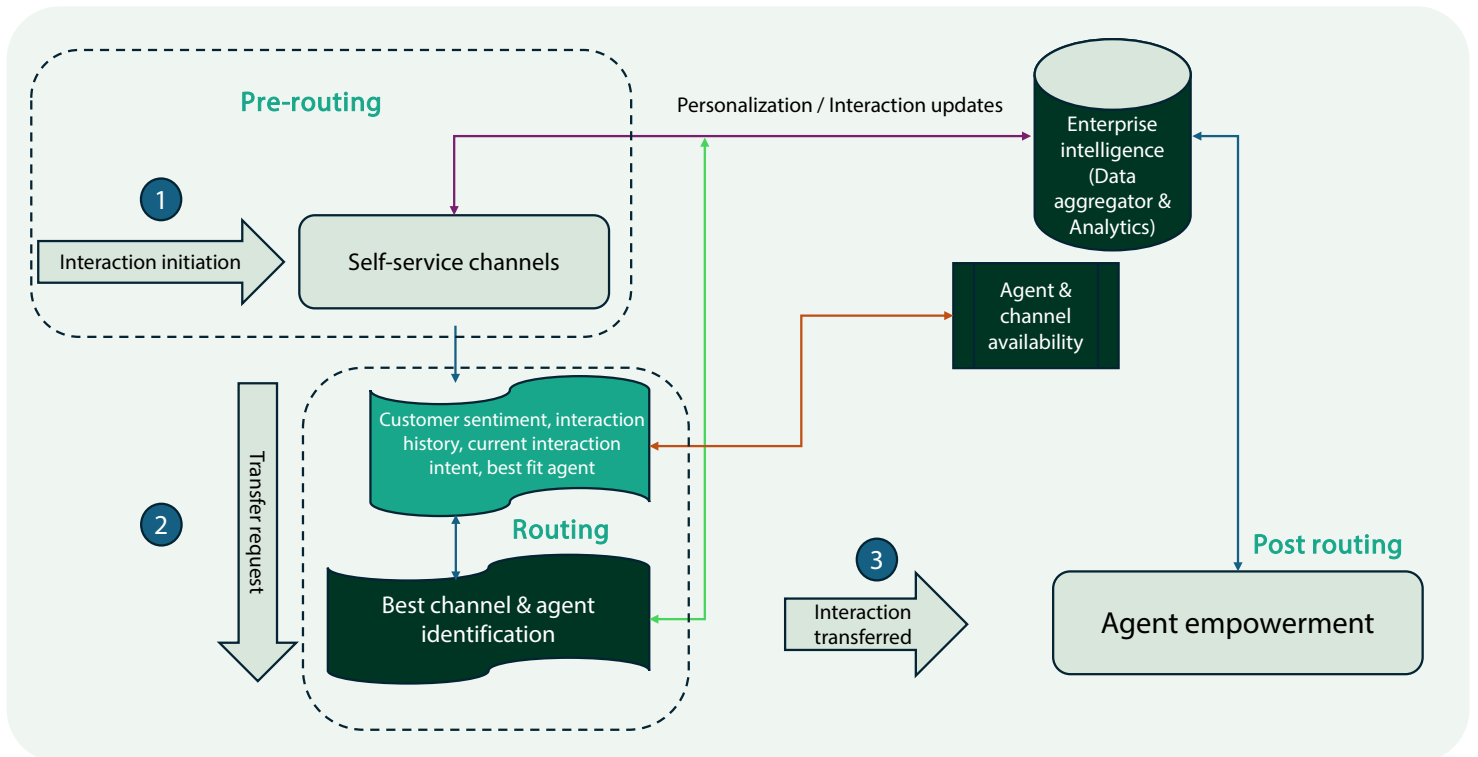 Pre-routing
1
Interaction initiation
Self-service channels
Personalization / Interaction updates
Enterprise
intelligence
(Data
aggregator &
Analytics)
Agent &
channel
availability
2
Transfer request
Customer sentiment, interaction
history, current interaction
intent, best fit agent
Routing
Best channel & agent
identification
3
Interaction
transferred
Post routing
Agent empowerment